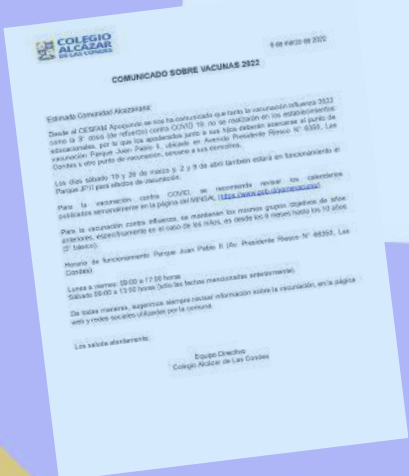 COLEGIO
ALCÁZAR
DE LAS CONDES
8 de marzo de 2022
COMUNICADO SOBRE VACUNAS 2022
Estimada Comunidad Alcazariana:
Desde el CESFAM Apoquindo se nos ha comunicado que tanto la vacunación influenza 2022
como la 3° dosis (de refuerzo) contra COVID 19, no se realizarán en los establecimientos
educacionales, por lo que los apoderados junto a sus hijos deberán acercarse al punto de
vacunación Parque Juan Pablo II, ubicado en Avenida Presidente Riesco N° Las
Condes u otro punto de vacunación, cercano a sus domicilios.
Los días sábado 19 y 26 de marzo y, 2 y 9 de abril también estará en funcionamiento el
Parque JPII para efectos de vacunación.
Para la vacunación contra COVID, se recomienda revisar los calendarios
publicados semanalmente en la página del MINSAL (https://www.gob.cl/yomevacuno/)
Para la vacunación contra influenza, se mantienen los mismos grupos objetivos de años
anteriores, específicamente en el caso de los niños, es desde los 6 meses hasta los 10 años
(5° básico).
Horario de funcionamiento Parque Juan Pablo II (Av. Presidente Riesco N° Las
Condes):
Lunes a viernes: 09:00 a 17:00 horas
Sábado 09:00 a 13:00 horas (sólo las fechas mencionadas anteriormente).
De todas maneras, sugerimos siempre revisar información sobre la vacunación, en la página
web y redes sociales utilizadas por la comuna.
Los saluda atentamente,
Equipo Directivo
Colegio Alcázar de Las Condes